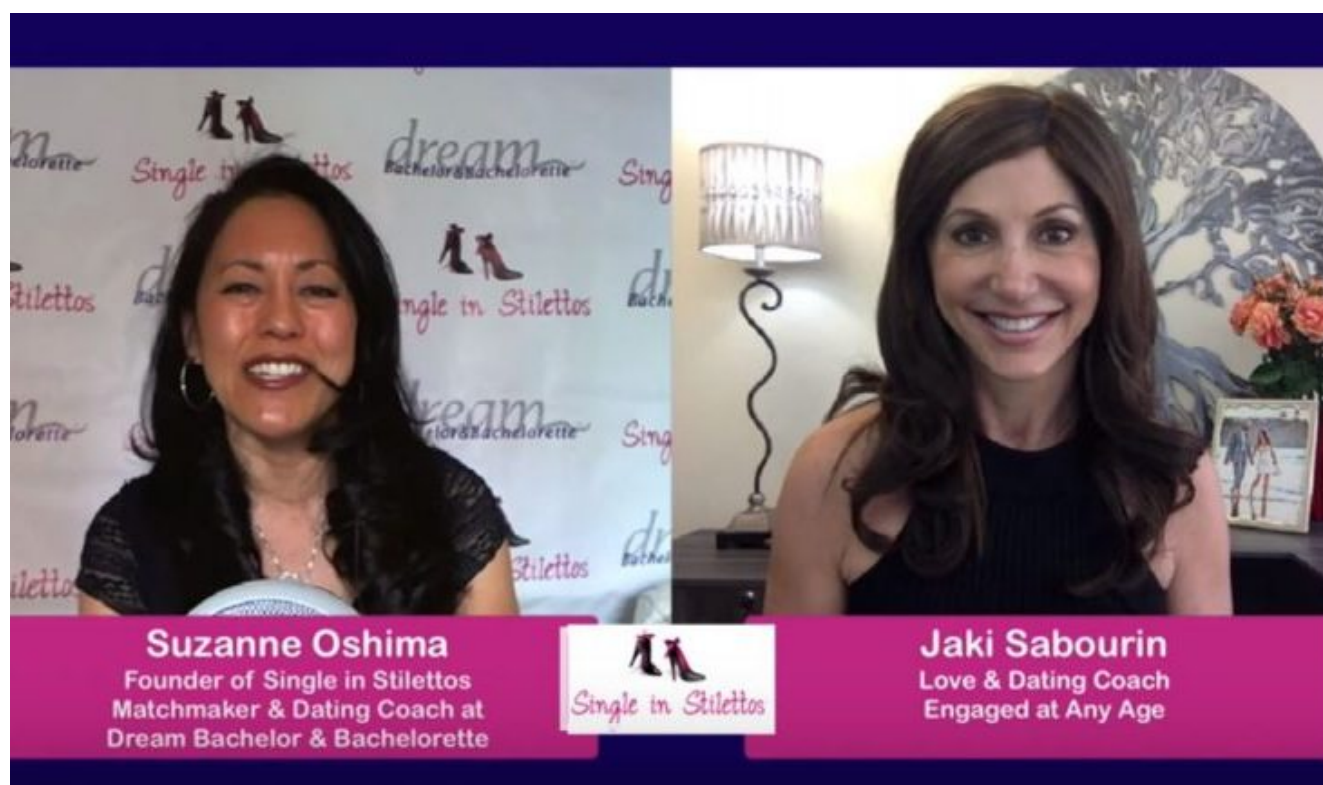 Single in Stilettos
dream
Bachelor&Bachelorette
Single in Stilettos
dream
Suzanne Oshima
Founder of Single in Stilettos
Matchmaker & Dating Coach at
Dream Bachelor & Bachelorette
Single in Stilettos
Jaki Sabourin
Love & Dating Coach
Engaged at Any Age